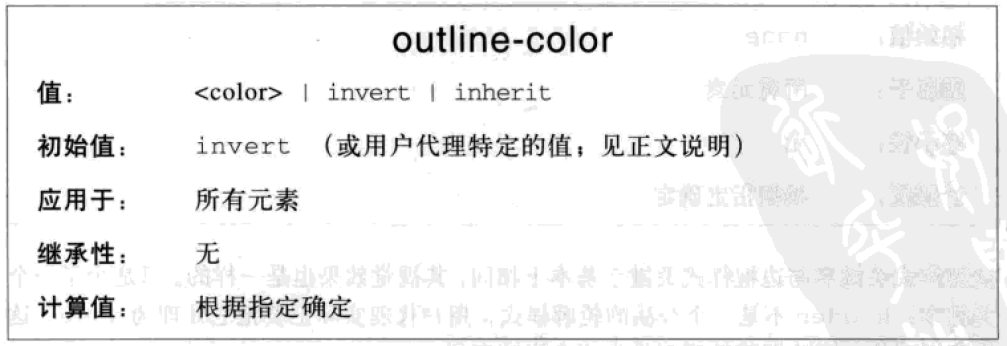 outline-color
值： <color> | invert | inherit
初始值： invert （或用户代理特定的值；见正文说明）
应用于： 所有元素
继承性： 无
计算值： 根据指定确定